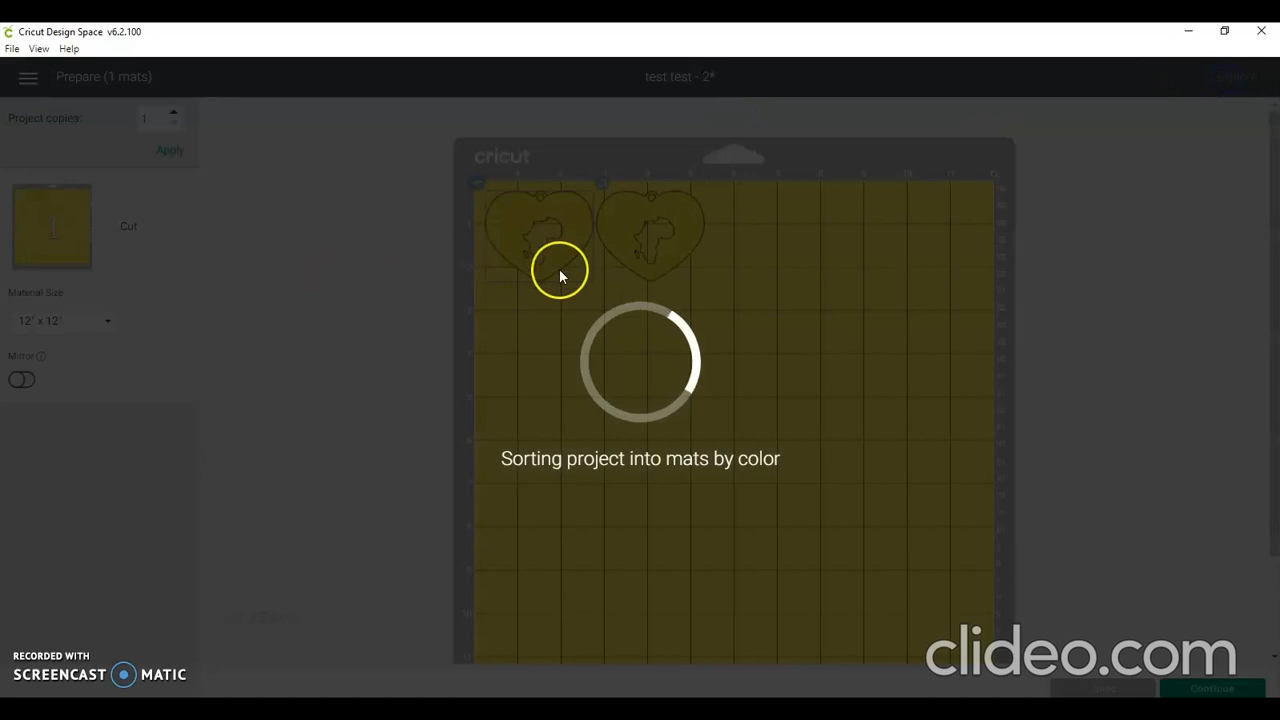 Cricut Design Space v6.2.100
File View Help
Prepare (1 mats)
test test - 2*
Project copies: 1
Apply
cricut
1
Cut
Material Size
12" x 12"
Mirror
Sorting project into mats by color
RECORDED WITH
SCREENCAST MATIC
clideo.com
Continue